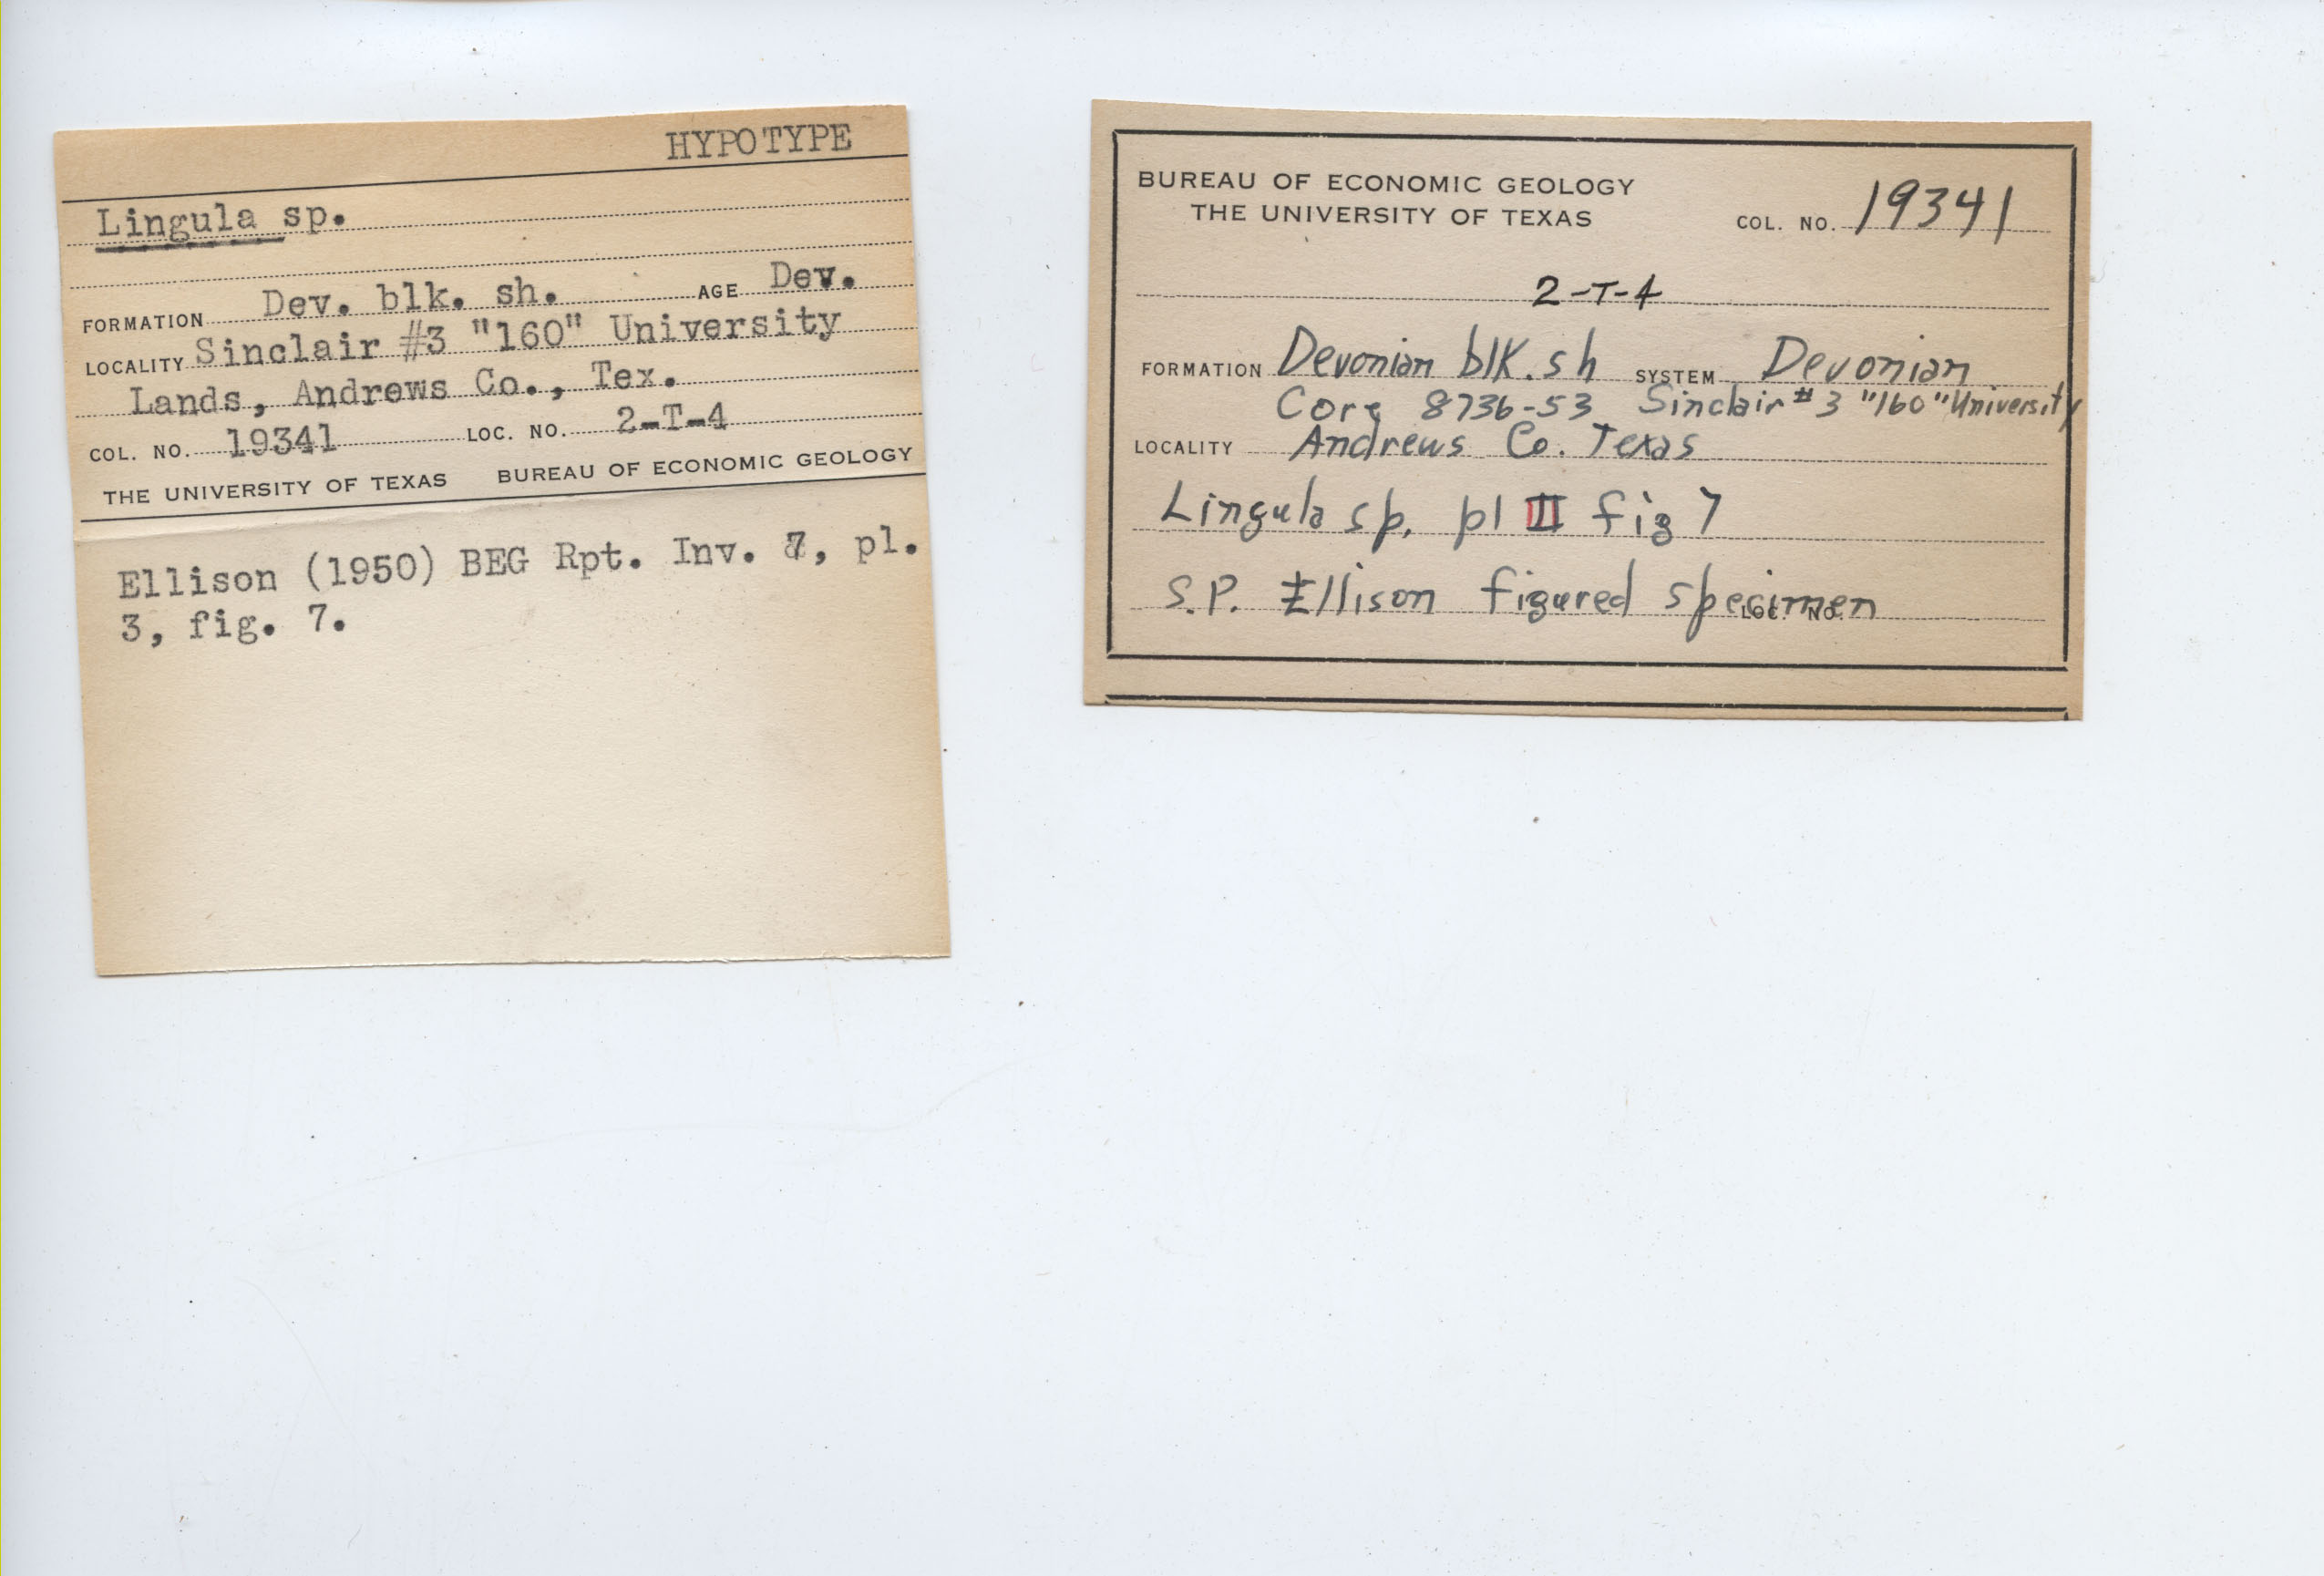 HYPOTYPE
Lingula sp.
FORMATION Dev. blk. sh. AGE Dev.
LOCALITY Sinclair #3 "160" University
Lands, Andrews Co., Tex.
COL. NO. 19341 LOC. NO. 2-T-4
THE UNIVERSITY OF TEXAS BUREAU OF ECONOMIC GEOLOGY
Ellison (1950) BEG Rpt. Inv. 7, pl.
3, fig. 7.
BUREAU OF ECONOMIC GEOLOGY
THE UNIVERSITY OF TEXAS COL. NO. 19341
2-T-4
FORMATION Devonian blk. sh SYSTEM Devonian
Core 8736-53 Sinclair #3 "160" University
LOCALITY Andrews Co. Texas
Lingula sp. pl III fig 7
S.P. Ellison figured specimen
LOC. NO.